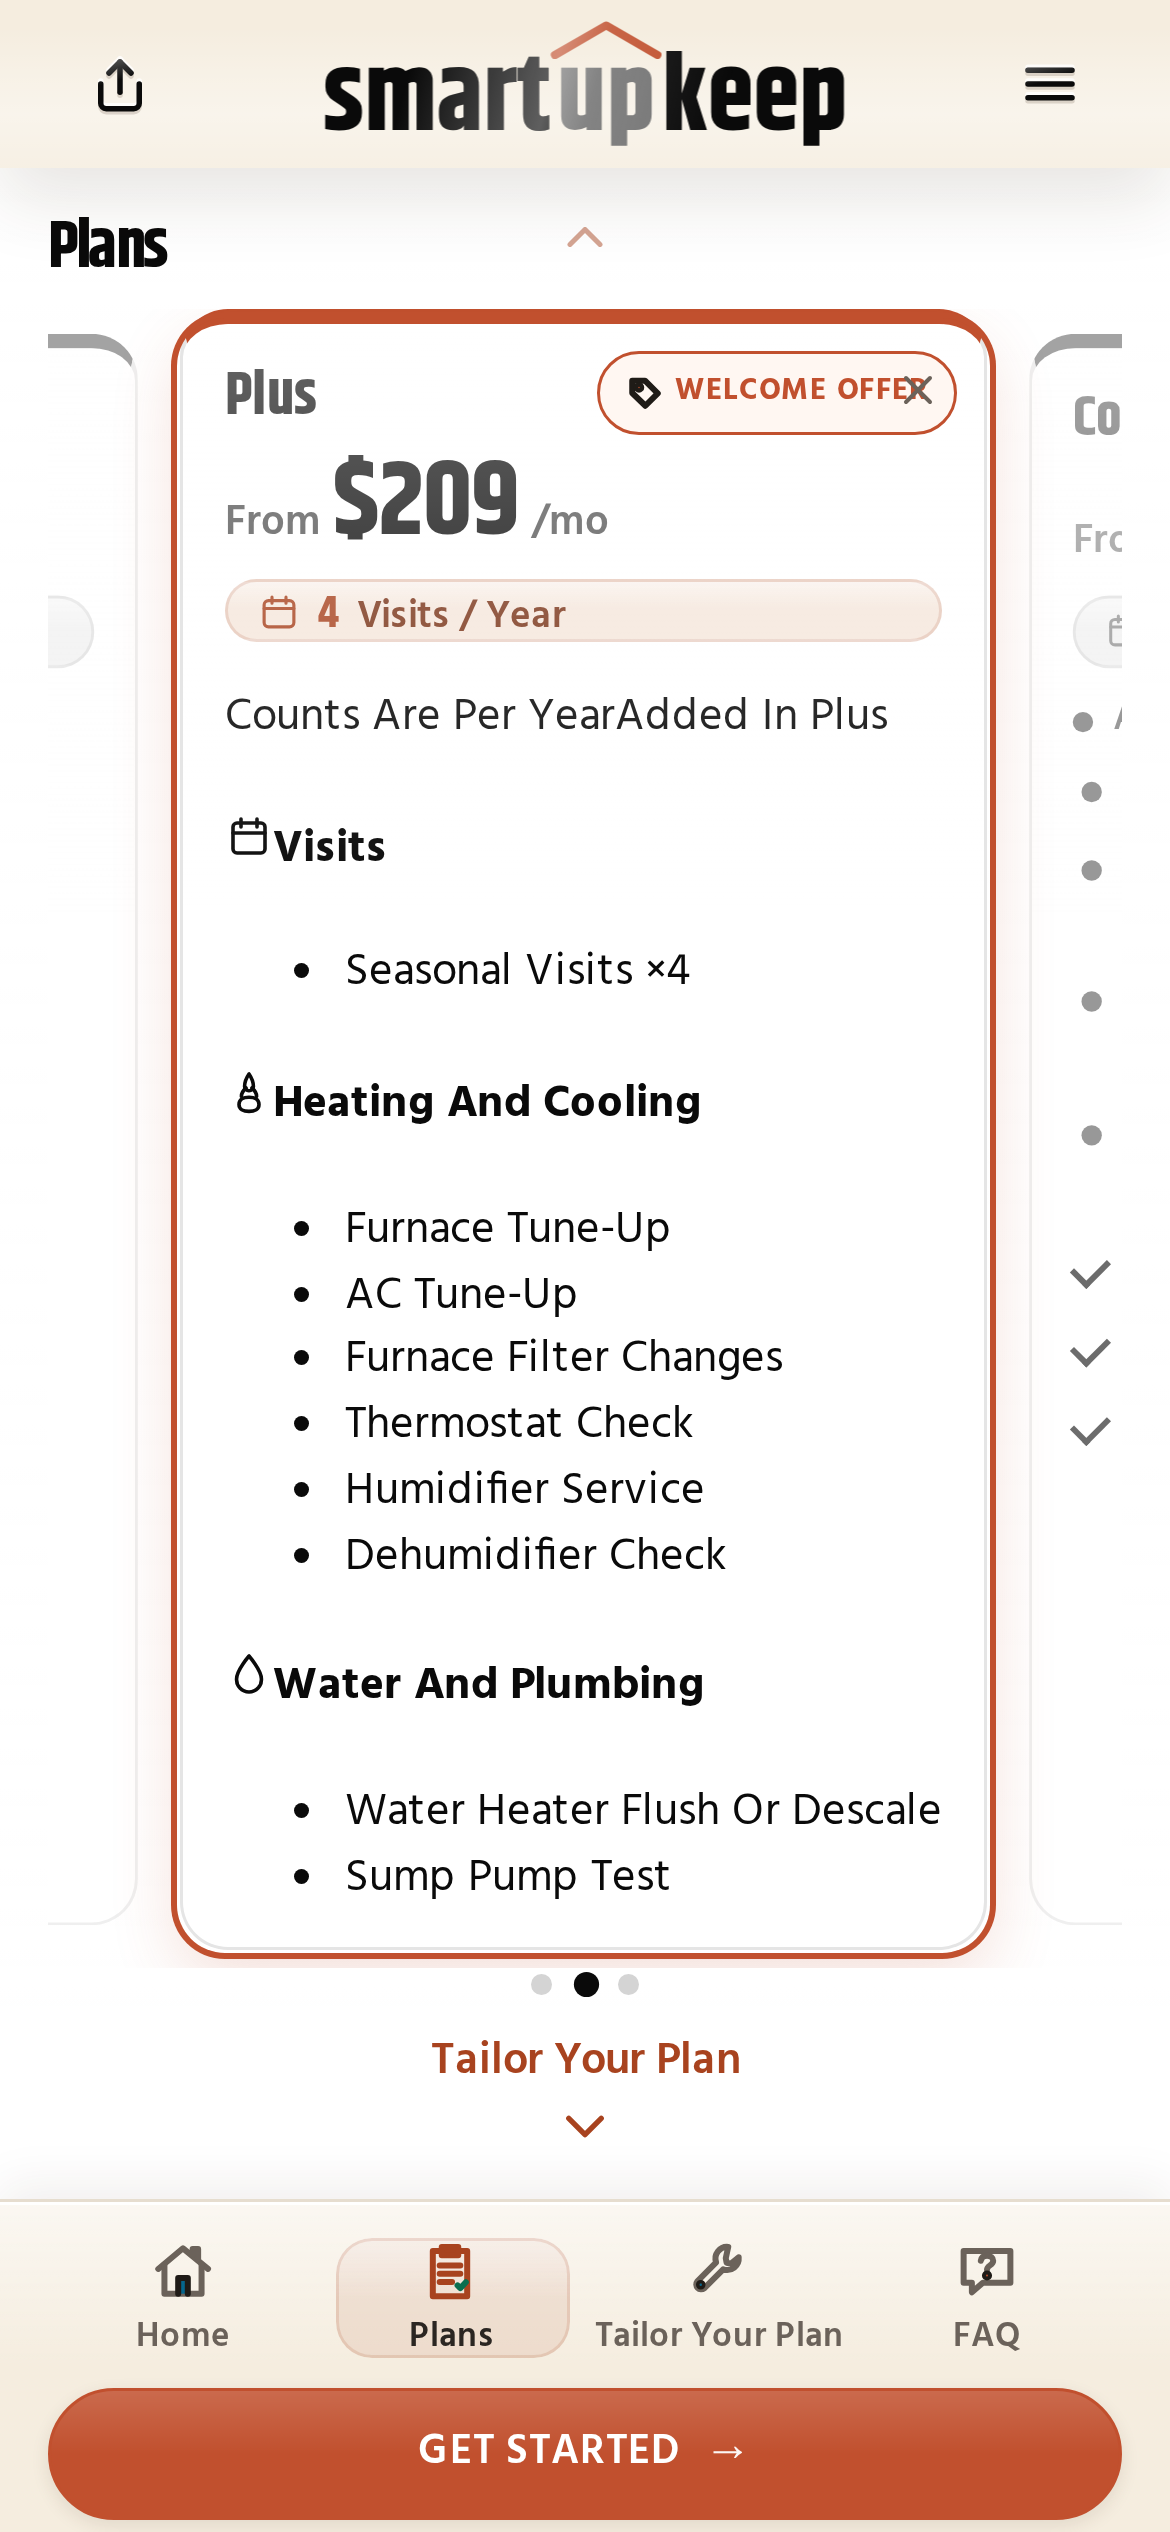 smartupkeep
Plans
Plus
WELCOME OFFER
From $209 /mo
4 Visits / Year
Counts Are Per YearAdded In Plus
Visits
Seasonal Visits ×4
Heating And Cooling
Furnace Tune-Up
AC Tune-Up
Furnace Filter Changes
Thermostat Check
Humidifier Service
Dehumidifier Check
Water And Plumbing
Water Heater Flush Or Descale
Sump Pump Test
Co
Tailor Your Plan
Home
Plans
Tailor Your Plan
FAQ
GET STARTED →